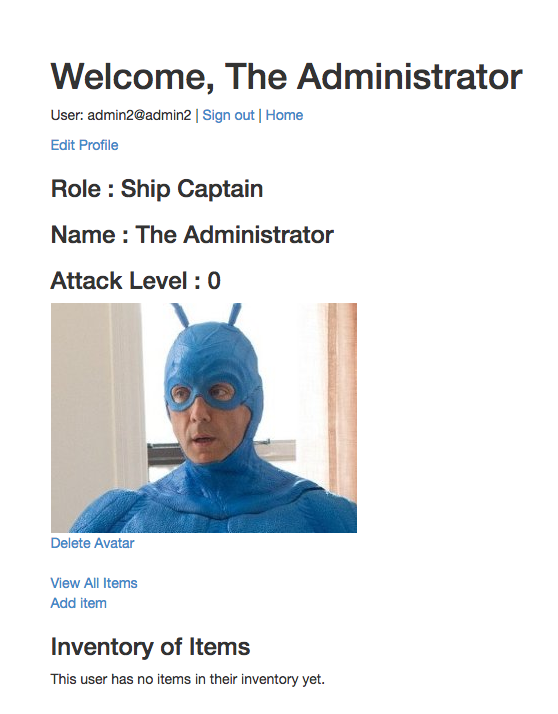 Welcome, The Administrator
User: admin2@admin2 | Sign out | Home
Edit Profile
Role : Ship Captain
Name : The Administrator
Attack Level : 0
Delete Avatar
View All Items
Add item
Inventory of Items
This user has no items in their inventory yet.